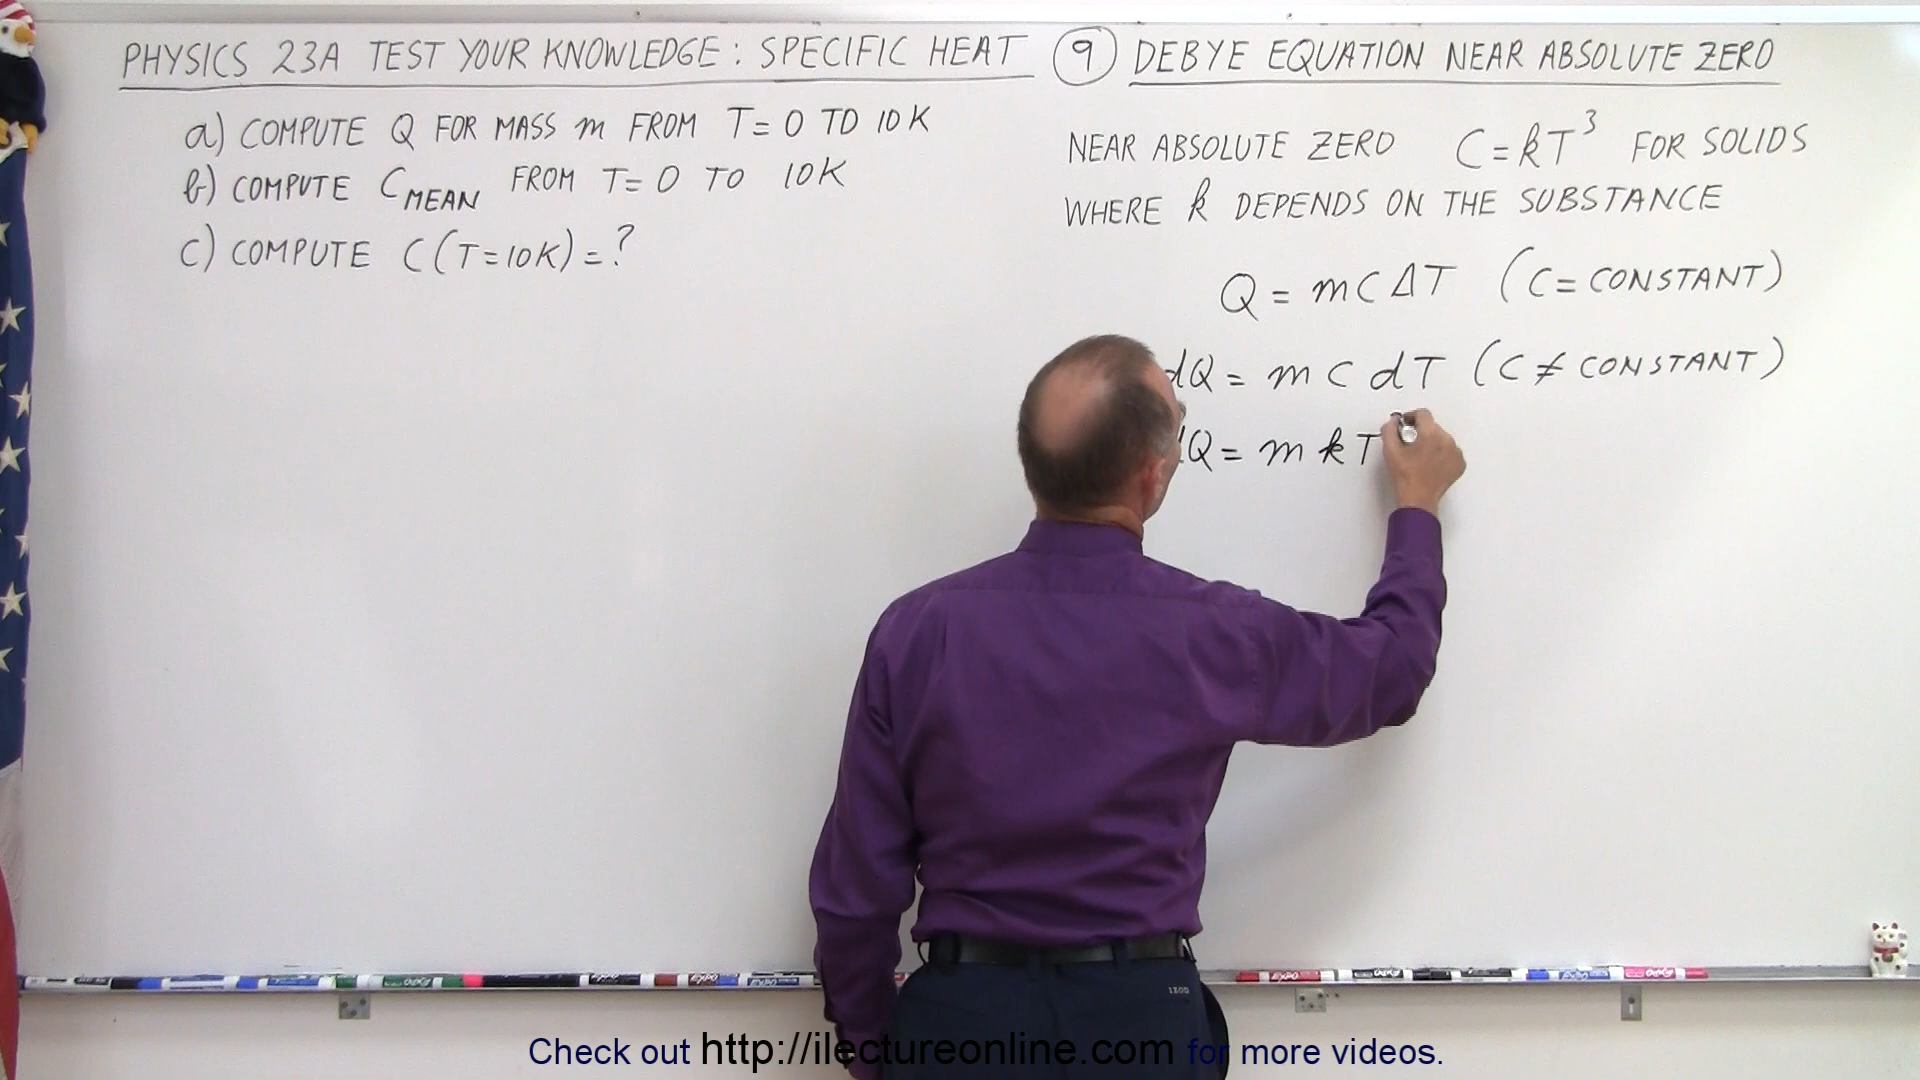 PHYSICS 23A TEST YOUR KNOWLEDGE: SPECIFIC HEAT (9) DEBYE EQUATION NEAR ABSOLUTE ZERO
a) COMPUTE Q FOR MASS m FROM T=0 TO 10K
b) COMPUTE C_MEAN FROM T=0 TO 10K
c) COMPUTE C(T=10K)=?
NEAR ABSOLUTE ZERO C=kT³ FOR SOLIDS
WHERE k DEPENDS ON THE SUBSTANCE
Q = mCΔT (C=CONSTANT)
dQ = m C dT (C≠CONSTANT)
dQ = m k T
EXPO
IZOD
Check out http://ilectureonline.com for more videos.